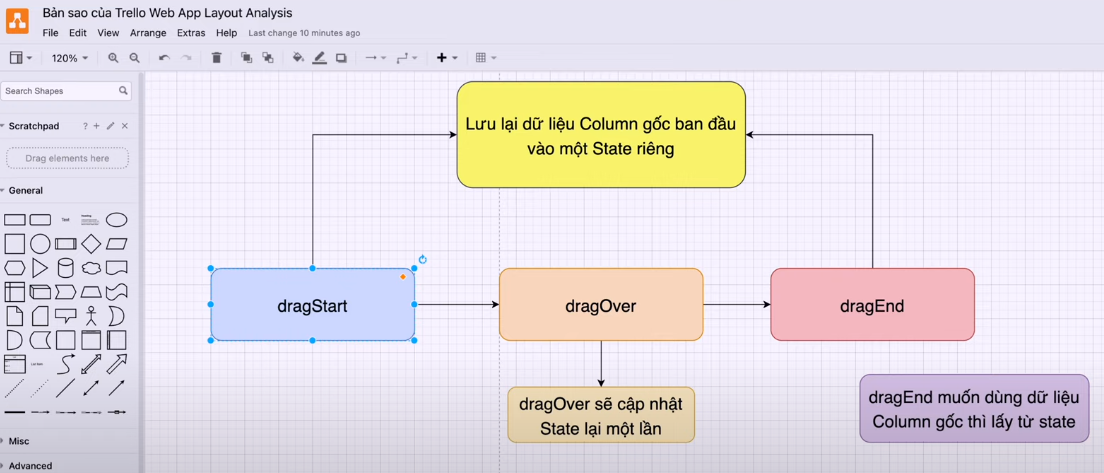 Bản sao của Trello Web App Layout Analysis
File Edit View Arrange Extras Help Last change 10 minutes ago
120%
Search Shapes
Scratchpad
Drag elements here
General
Text
Heading
List Item
Misc
Advanced
Lưu lại dữ liệu Column gốc ban đầu
vào một State riêng
dragStart
dragOver
dragEnd
dragOver sẽ cập nhật
State lại một lần
dragEnd muốn dùng dữ liệu
Column gốc thì lấy từ state